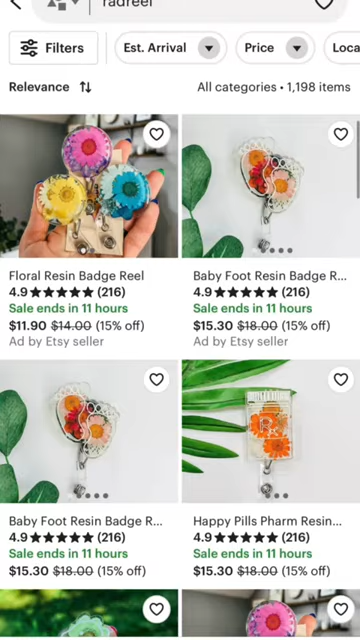 radreel
Filters
Est. Arrival
Price
Loca
Relevance
All categories • 1,198 items
Floral Resin Badge Reel
4.9★★★★★ (216)
Sale ends in 11 hours
$11.90 $14.00 (15% off)
Ad by Etsy seller
Baby Foot Resin Badge R...
4.9★★★★★ (216)
Sale ends in 11 hours
$15.30 $18.00 (15% off)
Ad by Etsy seller
Baby Foot Resin Badge R...
4.9★★★★★ (216)
Sale ends in 11 hours
$15.30 $18.00 (15% off)
Happy Pills Pharm Resin...
4.9★★★★★ (216)
Sale ends in 11 hours
$15.30 $18.00 (15% off)